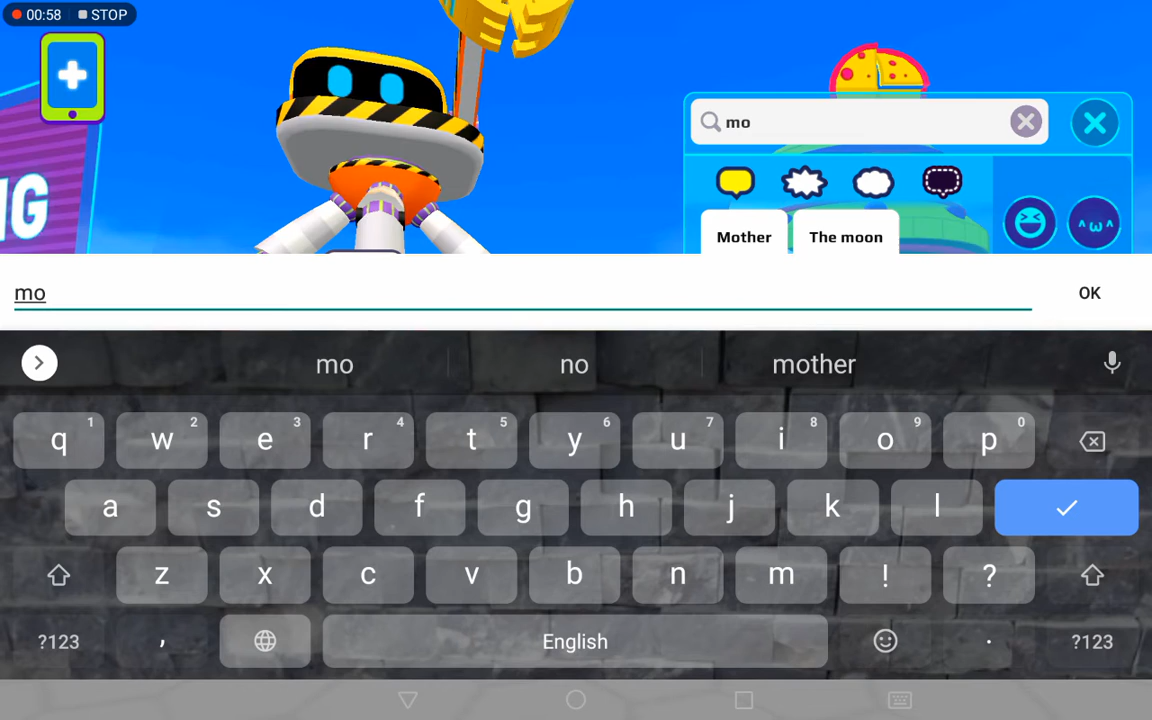 00:58 STOP
mo
NG
Mother The moon
mo OK
mo no mother
q 1 w 2 e 3 r 4 t 5 y 6 u 7 i 8 o 9 p 0
a s d f g h j k l
z x c v b n m ! ?
?123 , English . ?123